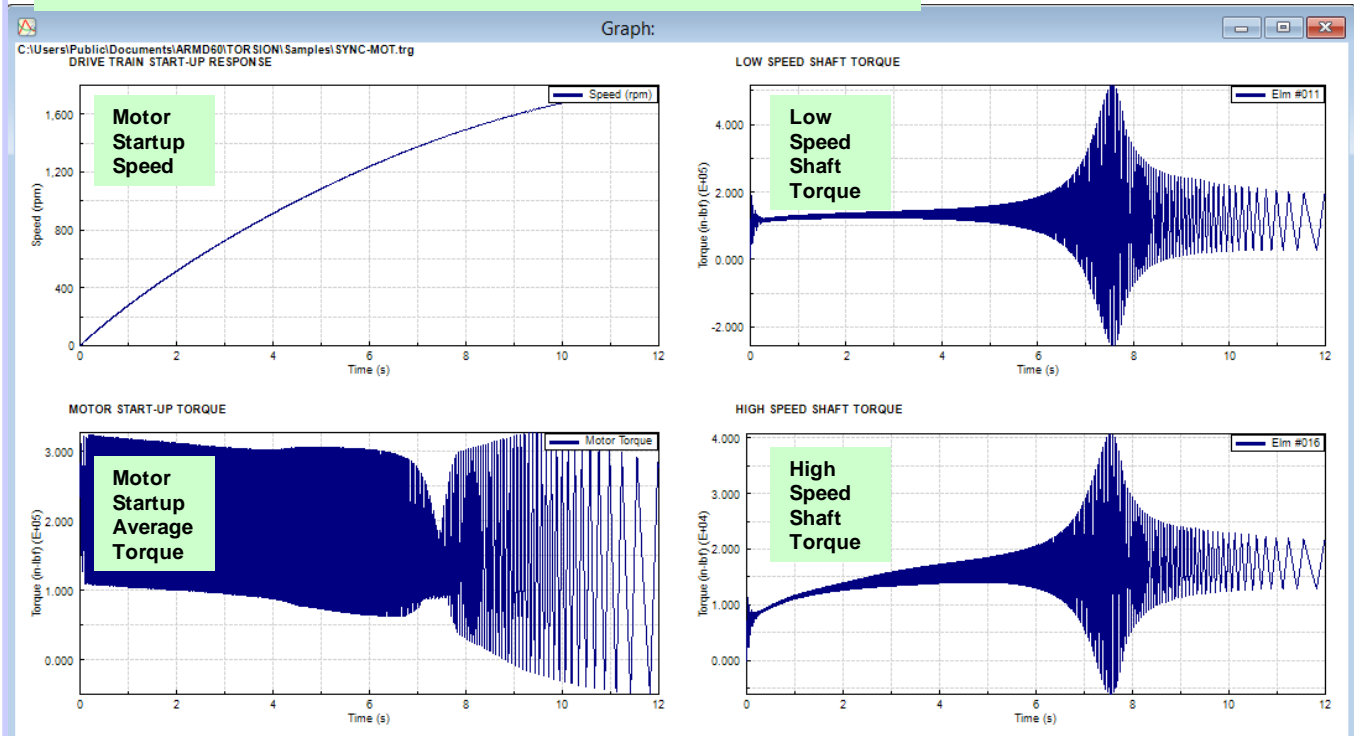 Graph:
C:\Users\Public\Documents\ARMD60\TORSION\Samples\SYNC-MOT.trg
DRIVE TRAIN START-UP RESPONSE
Speed (rpm)
Motor
Startup
Speed
1,600
1,200
800
400
0
Speed (rpm)
0 2 4 6 8 10 12
Time (s)
LOW SPEED SHAFT TORQUE
Elm #011
Low
Speed
Shaft
Torque
4.000
2.000
0.000
-2.000
Torque (in-lbf) (E+05)
0 2 4 6 8 10 12
Time (s)
MOTOR START-UP TORQUE
Motor Torque
Motor
Startup
Average
Torque
3.000
2.000
1.000
0.000
Torque (in-lbf) (E+05)
0 2 4 6 8 10 12
Time (s)
HIGH SPEED SHAFT TORQUE
Elm #016
High
Speed
Shaft
Torque
4.000
3.000
2.000
1.000
0.000
Torque (in-lbf) (E+04)
0 2 4 6 8 10 12
Time (s)